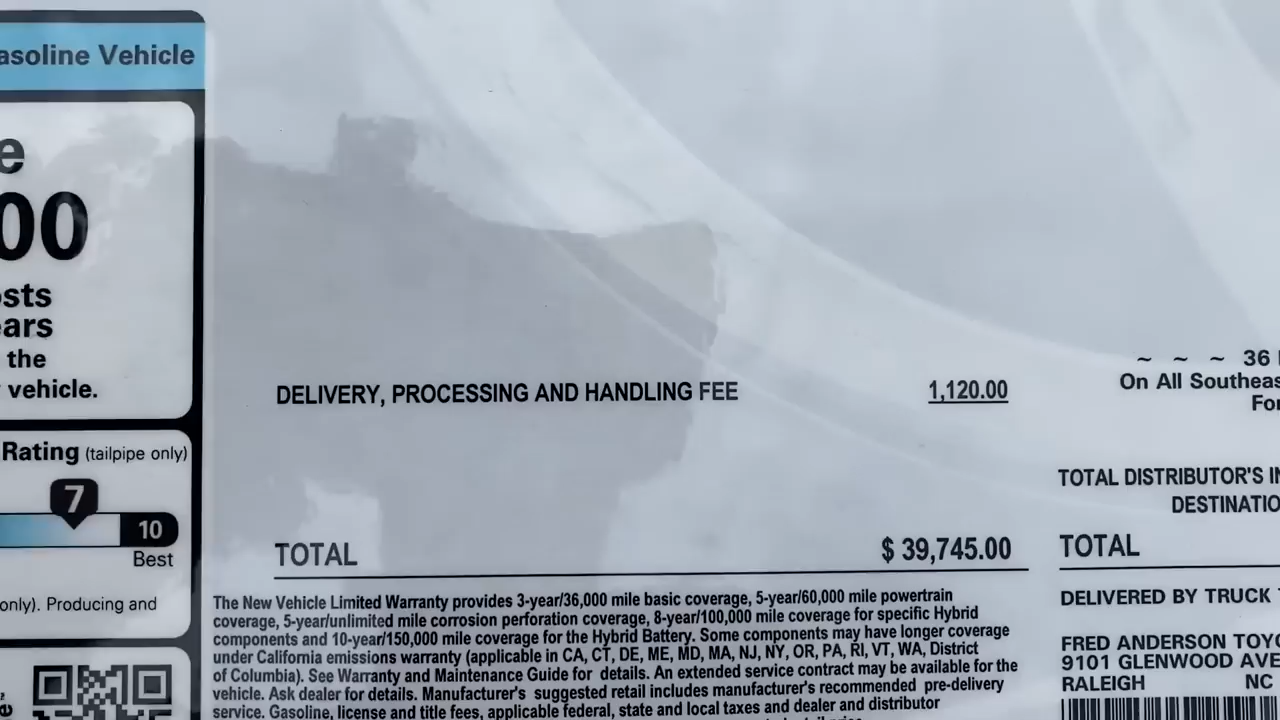 asoline Vehicle
e
00
sts
ears
the
vehicle.
Rating (tailpipe only)
7
10
Best
only). Producing and
DELIVERY, PROCESSING AND HANDLING FEE 1,120.00
TOTAL $ 39,745.00
The New Vehicle Limited Warranty provides 3-year/36,000 mile basic coverage, 5-year/60,000 mile powertrain
coverage, 5-year/unlimited mile corrosion perforation coverage, 8-year/100,000 mile coverage for specific Hybrid
components and 10-year/150,000 mile coverage for the Hybrid Battery. Some components may have longer coverage
under California emissions warranty (applicable in CA, CT, DE, ME, MD, MA, NJ, NY, OR, PA, RI, VT, WA, District
of Columbia). See Warranty and Maintenance Guide for details. An extended service contract may be available for the
vehicle. Ask dealer for details. Manufacturer's suggested retail includes manufacturer's recommended pre-delivery
service. Gasoline, license and title fees, applicable federal, state and local taxes and dealer and distributor
~ ~ ~ 36
On All Southeas
For
TOTAL DISTRIBUTOR'S IN
DESTINATIO
TOTAL
DELIVERED BY TRUCK
FRED ANDERSON TOYO
9101 GLENWOOD AVE
RALEIGH NC